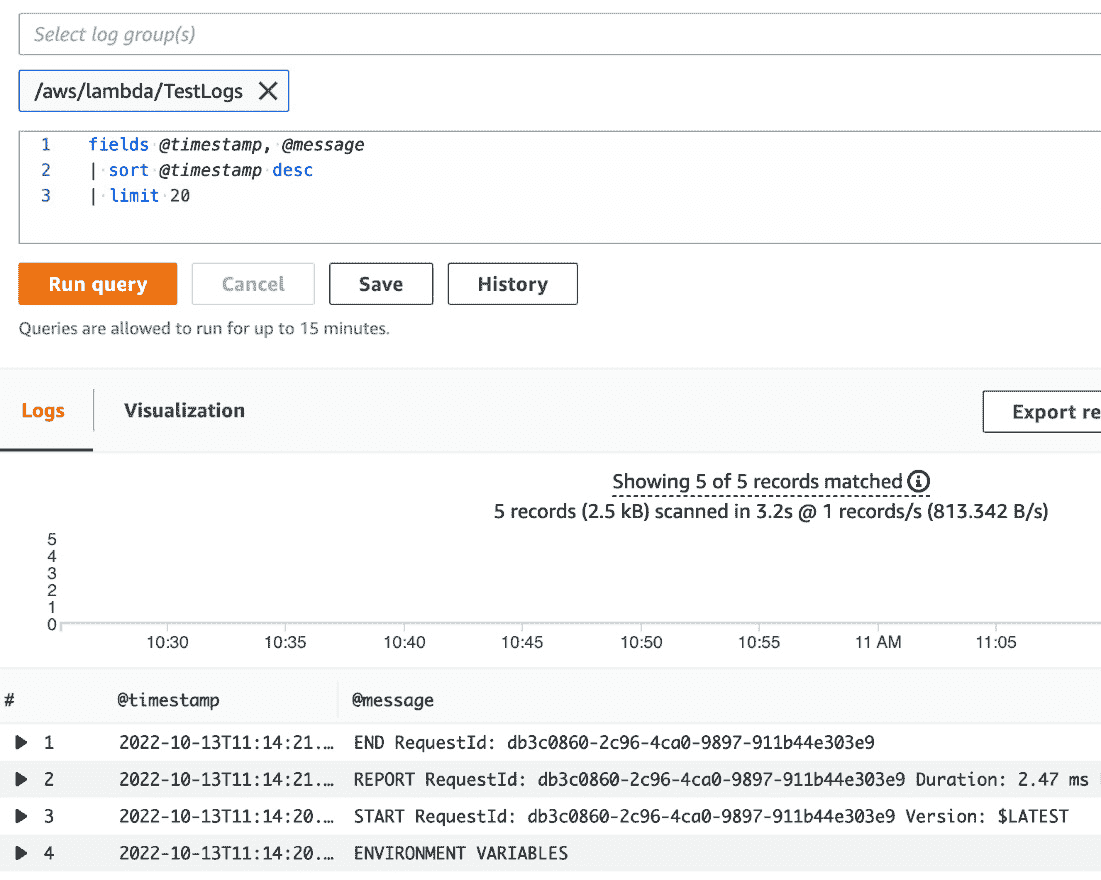 Select log group(s)
/aws/lambda/TestLogs
1 fields @timestamp, @message
2 | sort @timestamp desc
3 | limit 20
Run query Cancel Save History
Queries are allowed to run for up to 15 minutes.
Logs Visualization Export re
Showing 5 of 5 records matched
5 records (2.5 kB) scanned in 3.2s @ 1 records/s (813.342 B/s)
5
4
3
2
1
0
10:30 10:35 10:40 10:45 10:50 10:55 11 AM 11:05
# @timestamp @message
1 2022-10-13T11:14:21.… END RequestId: db3c0860-2c96-4ca0-9897-911b44e303e9
2 2022-10-13T11:14:21.… REPORT RequestId: db3c0860-2c96-4ca0-9897-911b44e303e9 Duration: 2.47 ms
3 2022-10-13T11:14:20.… START RequestId: db3c0860-2c96-4ca0-9897-911b44e303e9 Version: $LATEST
4 2022-10-13T11:14:20.… ENVIRONMENT VARIABLES